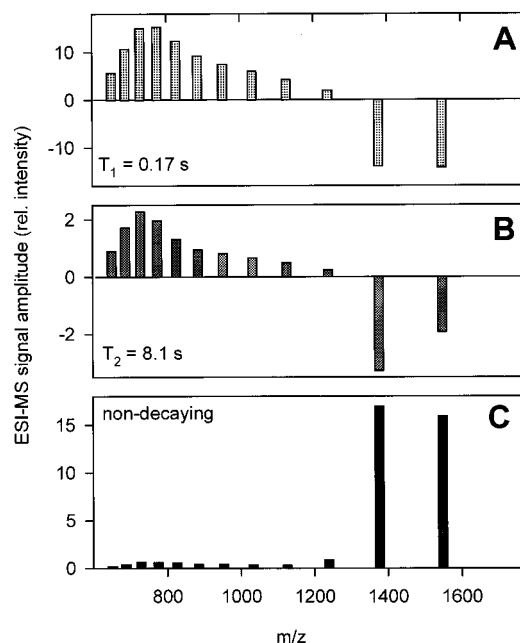 A
10
0
-10
T1 = 0.17 s
B
2
0
-2
T2 = 8.1 s
ESI-MS signal amplitude (rel. intensity)
non-decaying
C
15
10
5
0
800 1000 1200 1400 1600
m/z